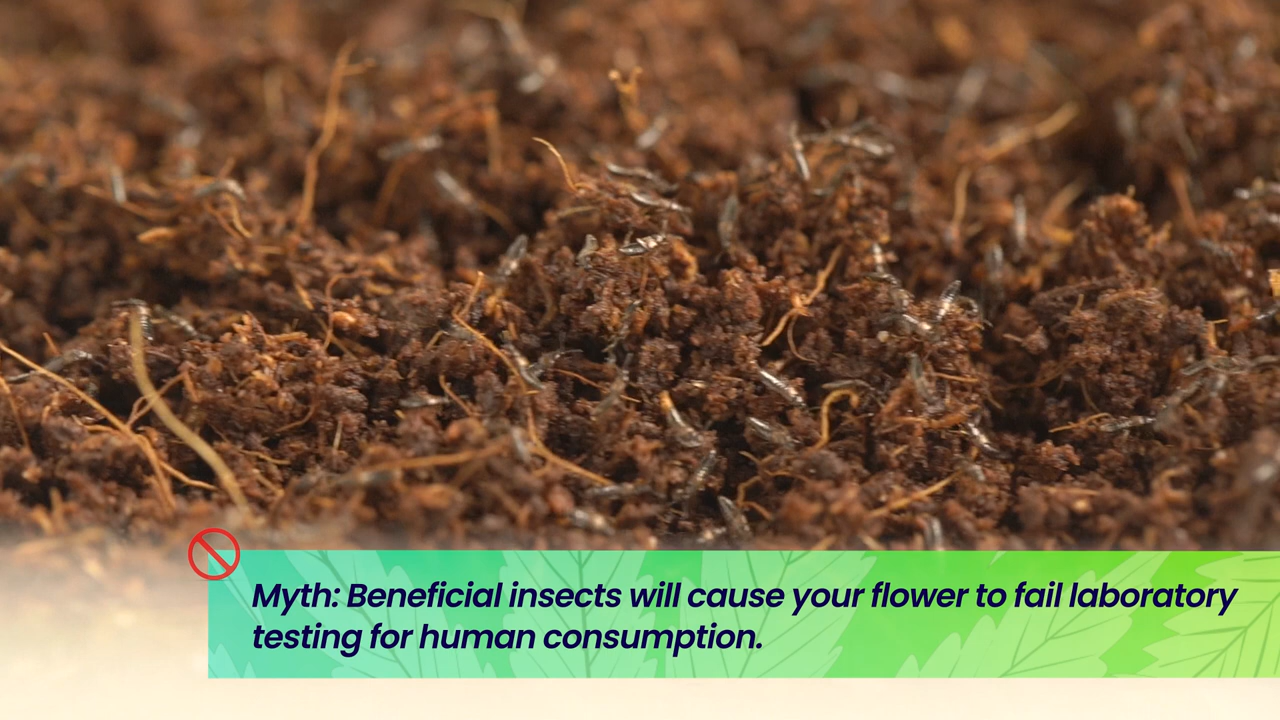 Myth: Beneficial insects will cause your flower to fail laboratory
testing for human consumption.